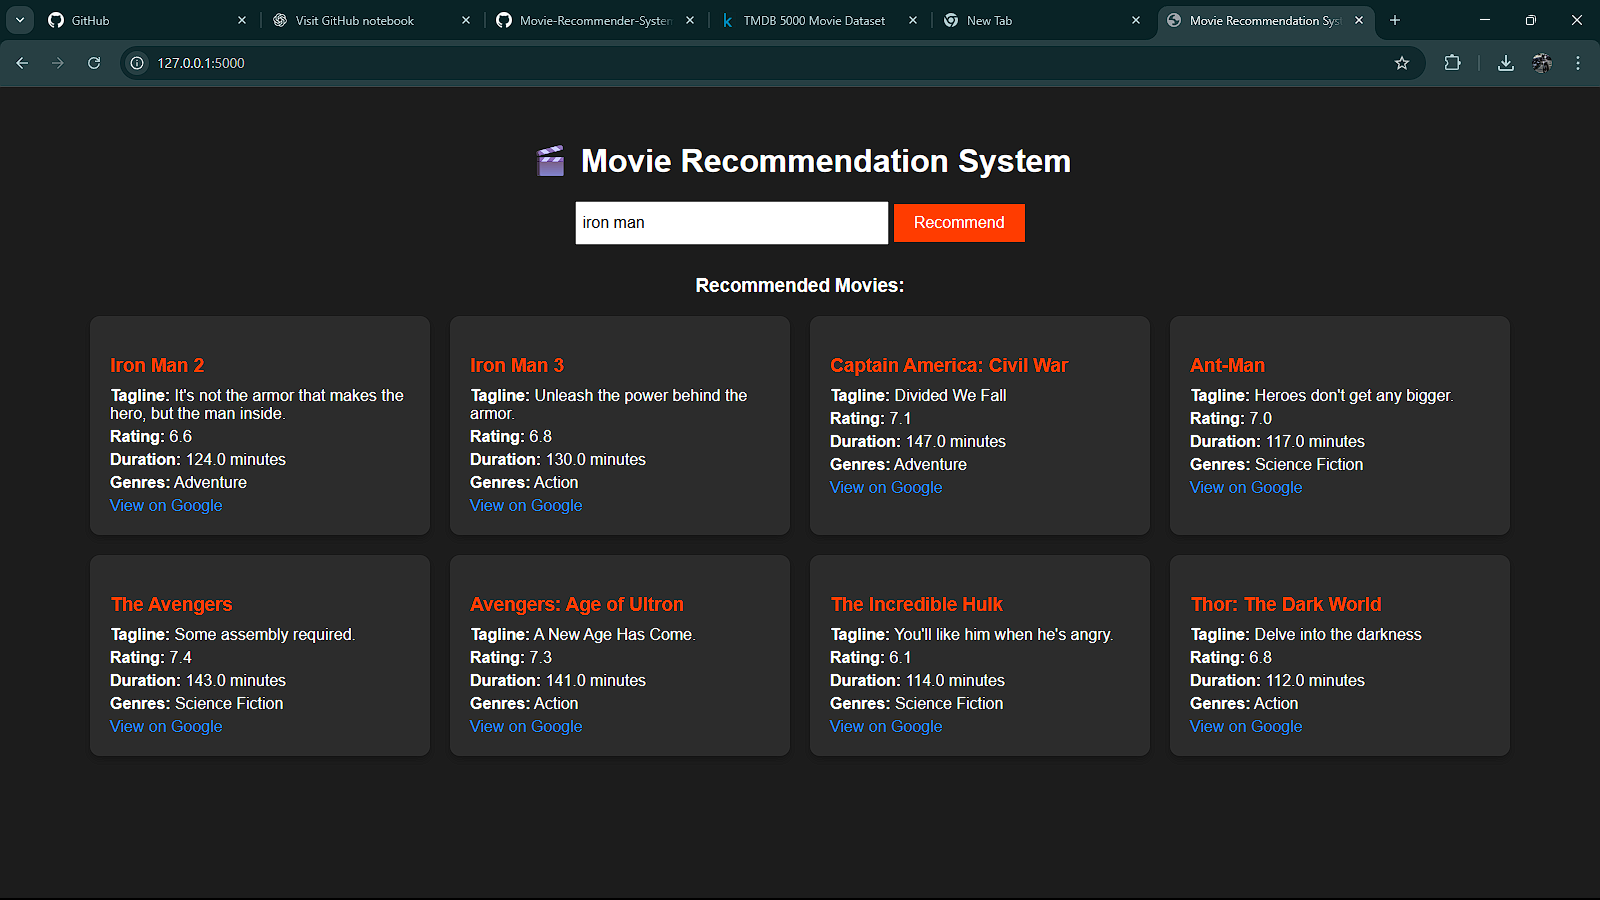 GitHub
Visit GitHub notebook
Movie-Recommender-System
TMDB 5000 Movie Dataset
New Tab
Movie Recommendation Sys
127.0.0.1:5000
Movie Recommendation System
iron man
Recommend
Recommended Movies:
Iron Man 2
Tagline: It's not the armor that makes the
hero, but the man inside.
Rating: 6.6
Duration: 124.0 minutes
Genres: Adventure
View on Google
Iron Man 3
Tagline: Unleash the power behind the
armor.
Rating: 6.8
Duration: 130.0 minutes
Genres: Action
View on Google
Captain America: Civil War
Tagline: Divided We Fall
Rating: 7.1
Duration: 147.0 minutes
Genres: Adventure
View on Google
Ant-Man
Tagline: Heroes don't get any bigger.
Rating: 7.0
Duration: 117.0 minutes
Genres: Science Fiction
View on Google
The Avengers
Tagline: Some assembly required.
Rating: 7.4
Duration: 143.0 minutes
Genres: Science Fiction
View on Google
Avengers: Age of Ultron
Tagline: A New Age Has Come.
Rating: 7.3
Duration: 141.0 minutes
Genres: Action
View on Google
The Incredible Hulk
Tagline: You'll like him when he's angry.
Rating: 6.1
Duration: 114.0 minutes
Genres: Science Fiction
View on Google
Thor: The Dark World
Tagline: Delve into the darkness
Rating: 6.8
Duration: 112.0 minutes
Genres: Action
View on Google